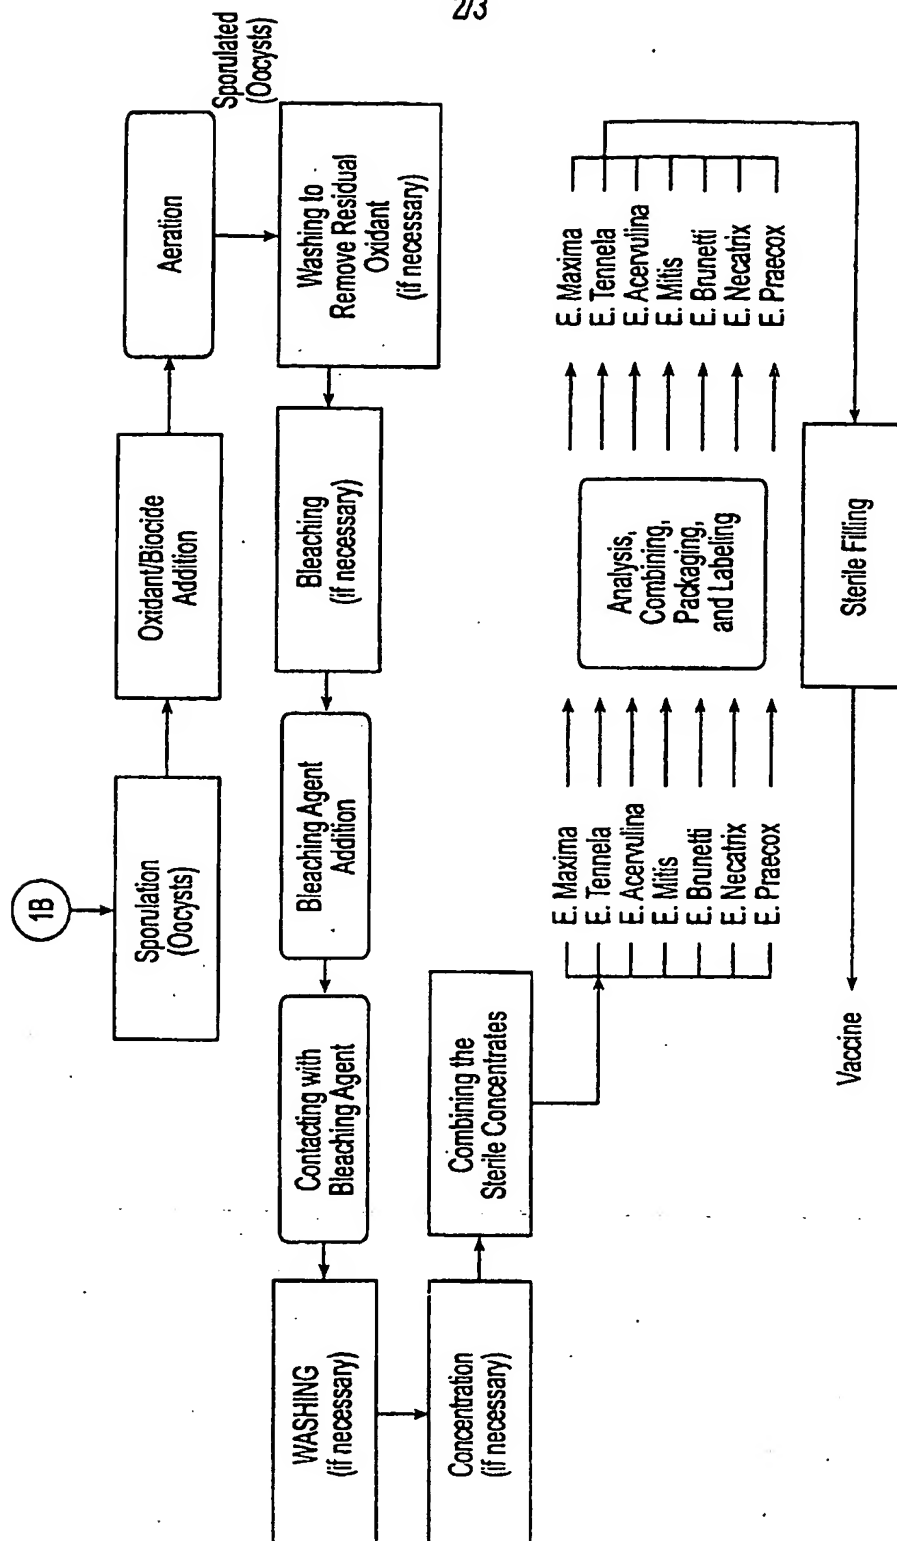 2/3
1B
Sporulation
(Oocysts)
Oxidant/Biocide
Addition
Aeration
Sporulated
(Oocysts)
Washing to
Remove Residual
Oxidant
(if necessary)
Bleaching
(if necessary)
Bleaching Agent
Addition
Contacting with
Bleaching Agent
WASHING
(if necessary)
Concentration
(if necessary)
Combining the
Sterile Concentrates
E. Maxima
E. Tennela
E. Acervulina
E. Mitis
E. Brunetti
E. Necatrix
E. Praecox
Analysis,
Combining,
Packaging,
and Labeling
E. Maxima
E. Tennela
E. Acervulina
E. Mitis
E. Brunetti
E. Necatrix
E. Praecox
Sterile Filling
Vaccine